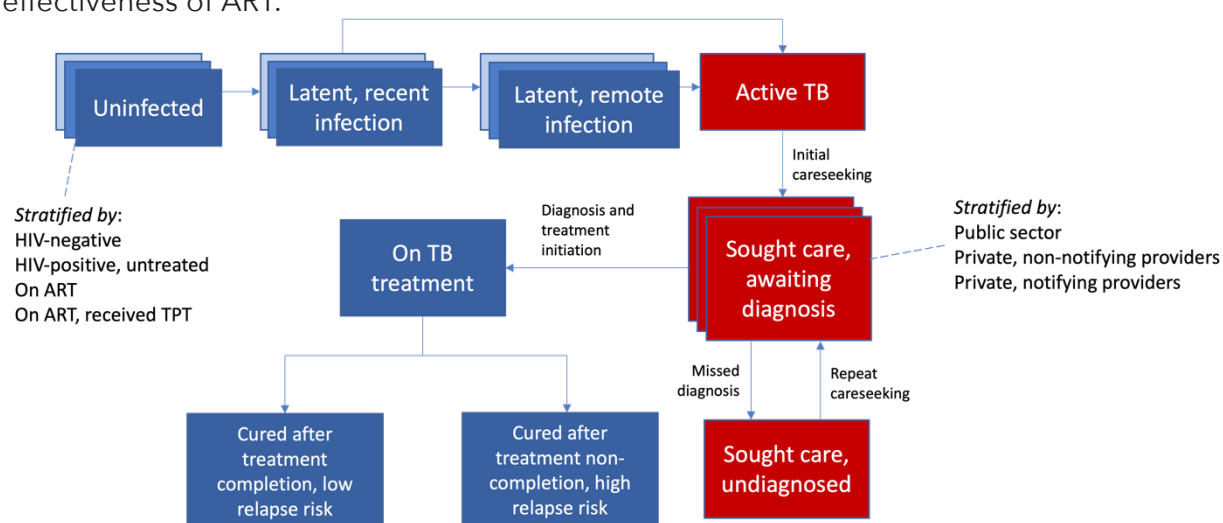 effectiveness of ART.
Uninfected
Latent, recent
infection
Latent, remote
infection
Active TB
Initial
careseeking
Stratified by:
HIV-negative
HIV-positive, untreated
On ART
On ART, received TPT
On TB
treatment
Diagnosis and
treatment
initiation
Sought care,
awaiting
diagnosis
Stratified by:
Public sector
Private, non-notifying providers
Private, notifying providers
Missed
diagnosis
Repeat
careseeking
Cured after
treatment
completion, low
relapse risk
Cured after
treatment non-
completion, high
relapse risk
Sought care,
undiagnosed